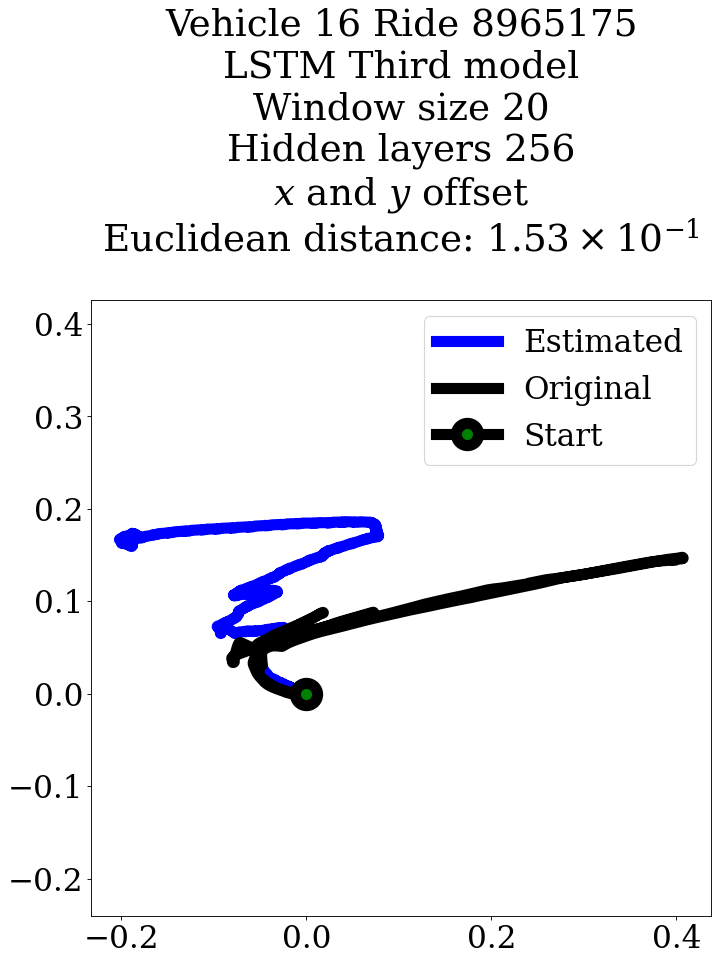 Vehicle 16 Ride 8965175
LSTM Third model
Window size 20
Hidden layers 256
x and y offset
Euclidean distance: 1.53 × 10⁻¹
Estimated
Original
Start
0.4
0.3
0.2
0.1
0.0
−0.1
−0.2
−0.2 0.0 0.2 0.4